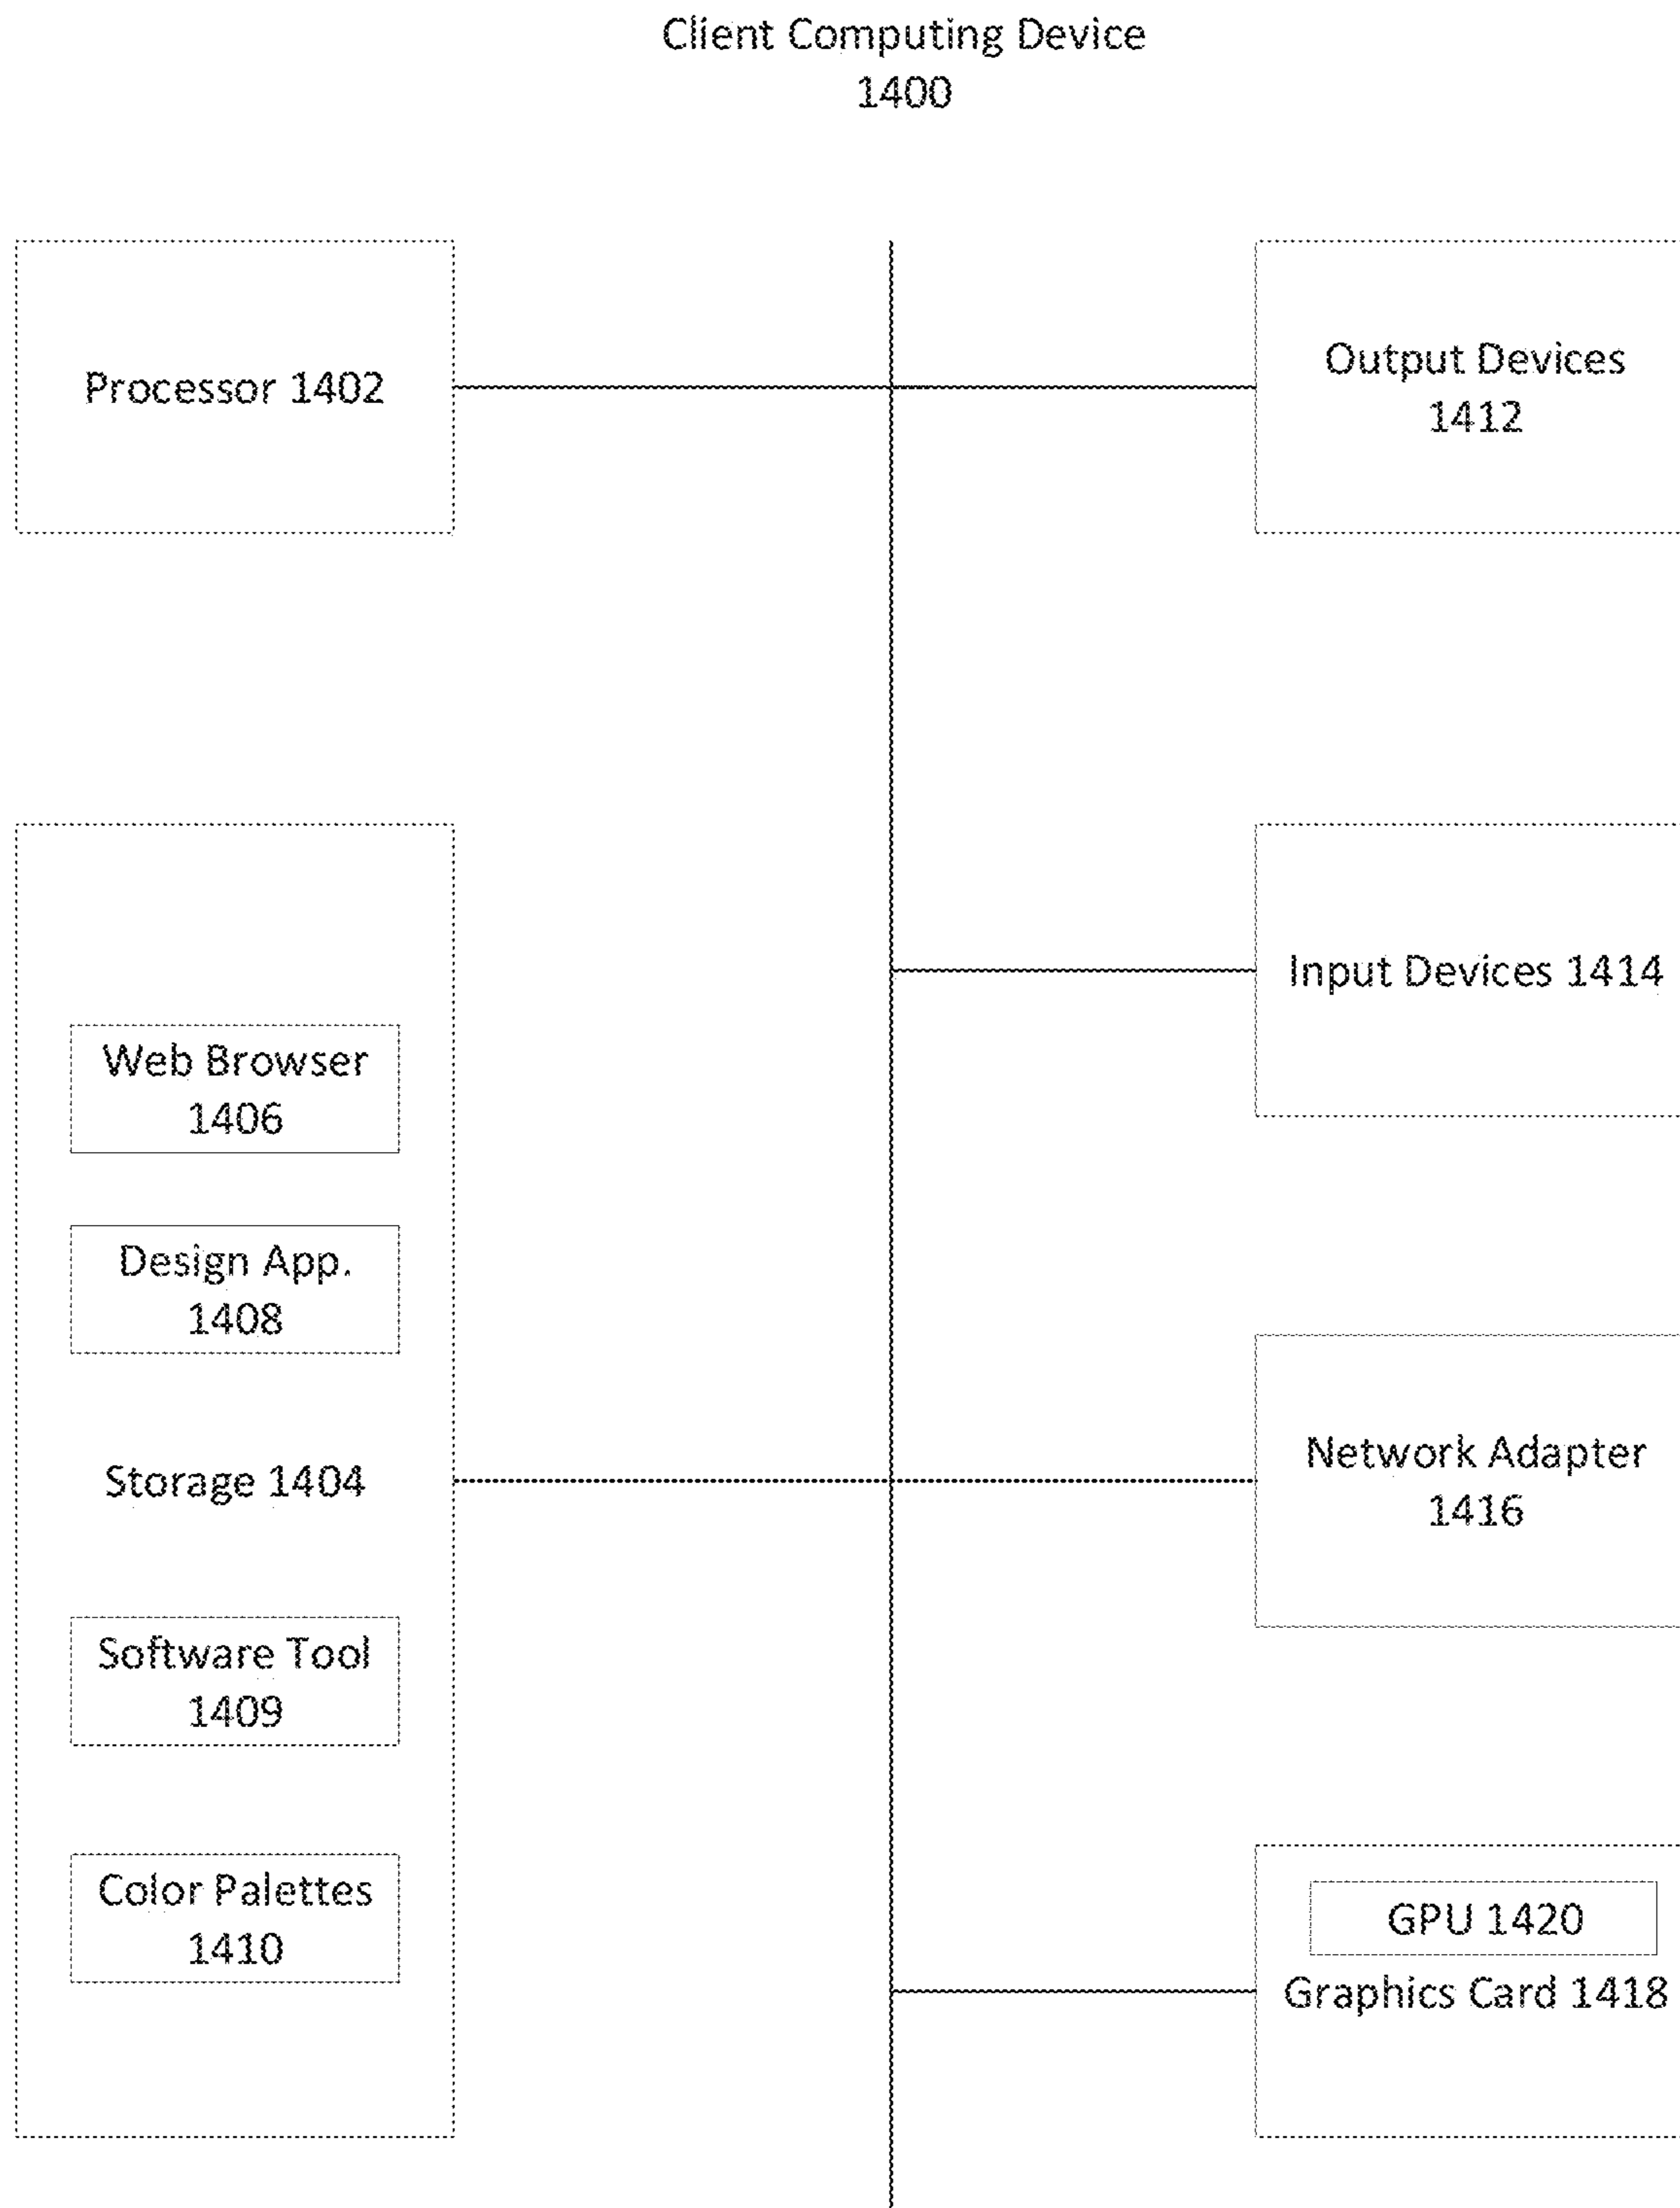 Client Computing Device
1400
Processor 1402
Output Devices
1412
Input Devices 1414
Web Browser
1406
Design App.
1408
Storage 1404
Network Adapter
1416
Software Tool
1409
Color Palettes
1410
GPU 1420
Graphics Card 1418